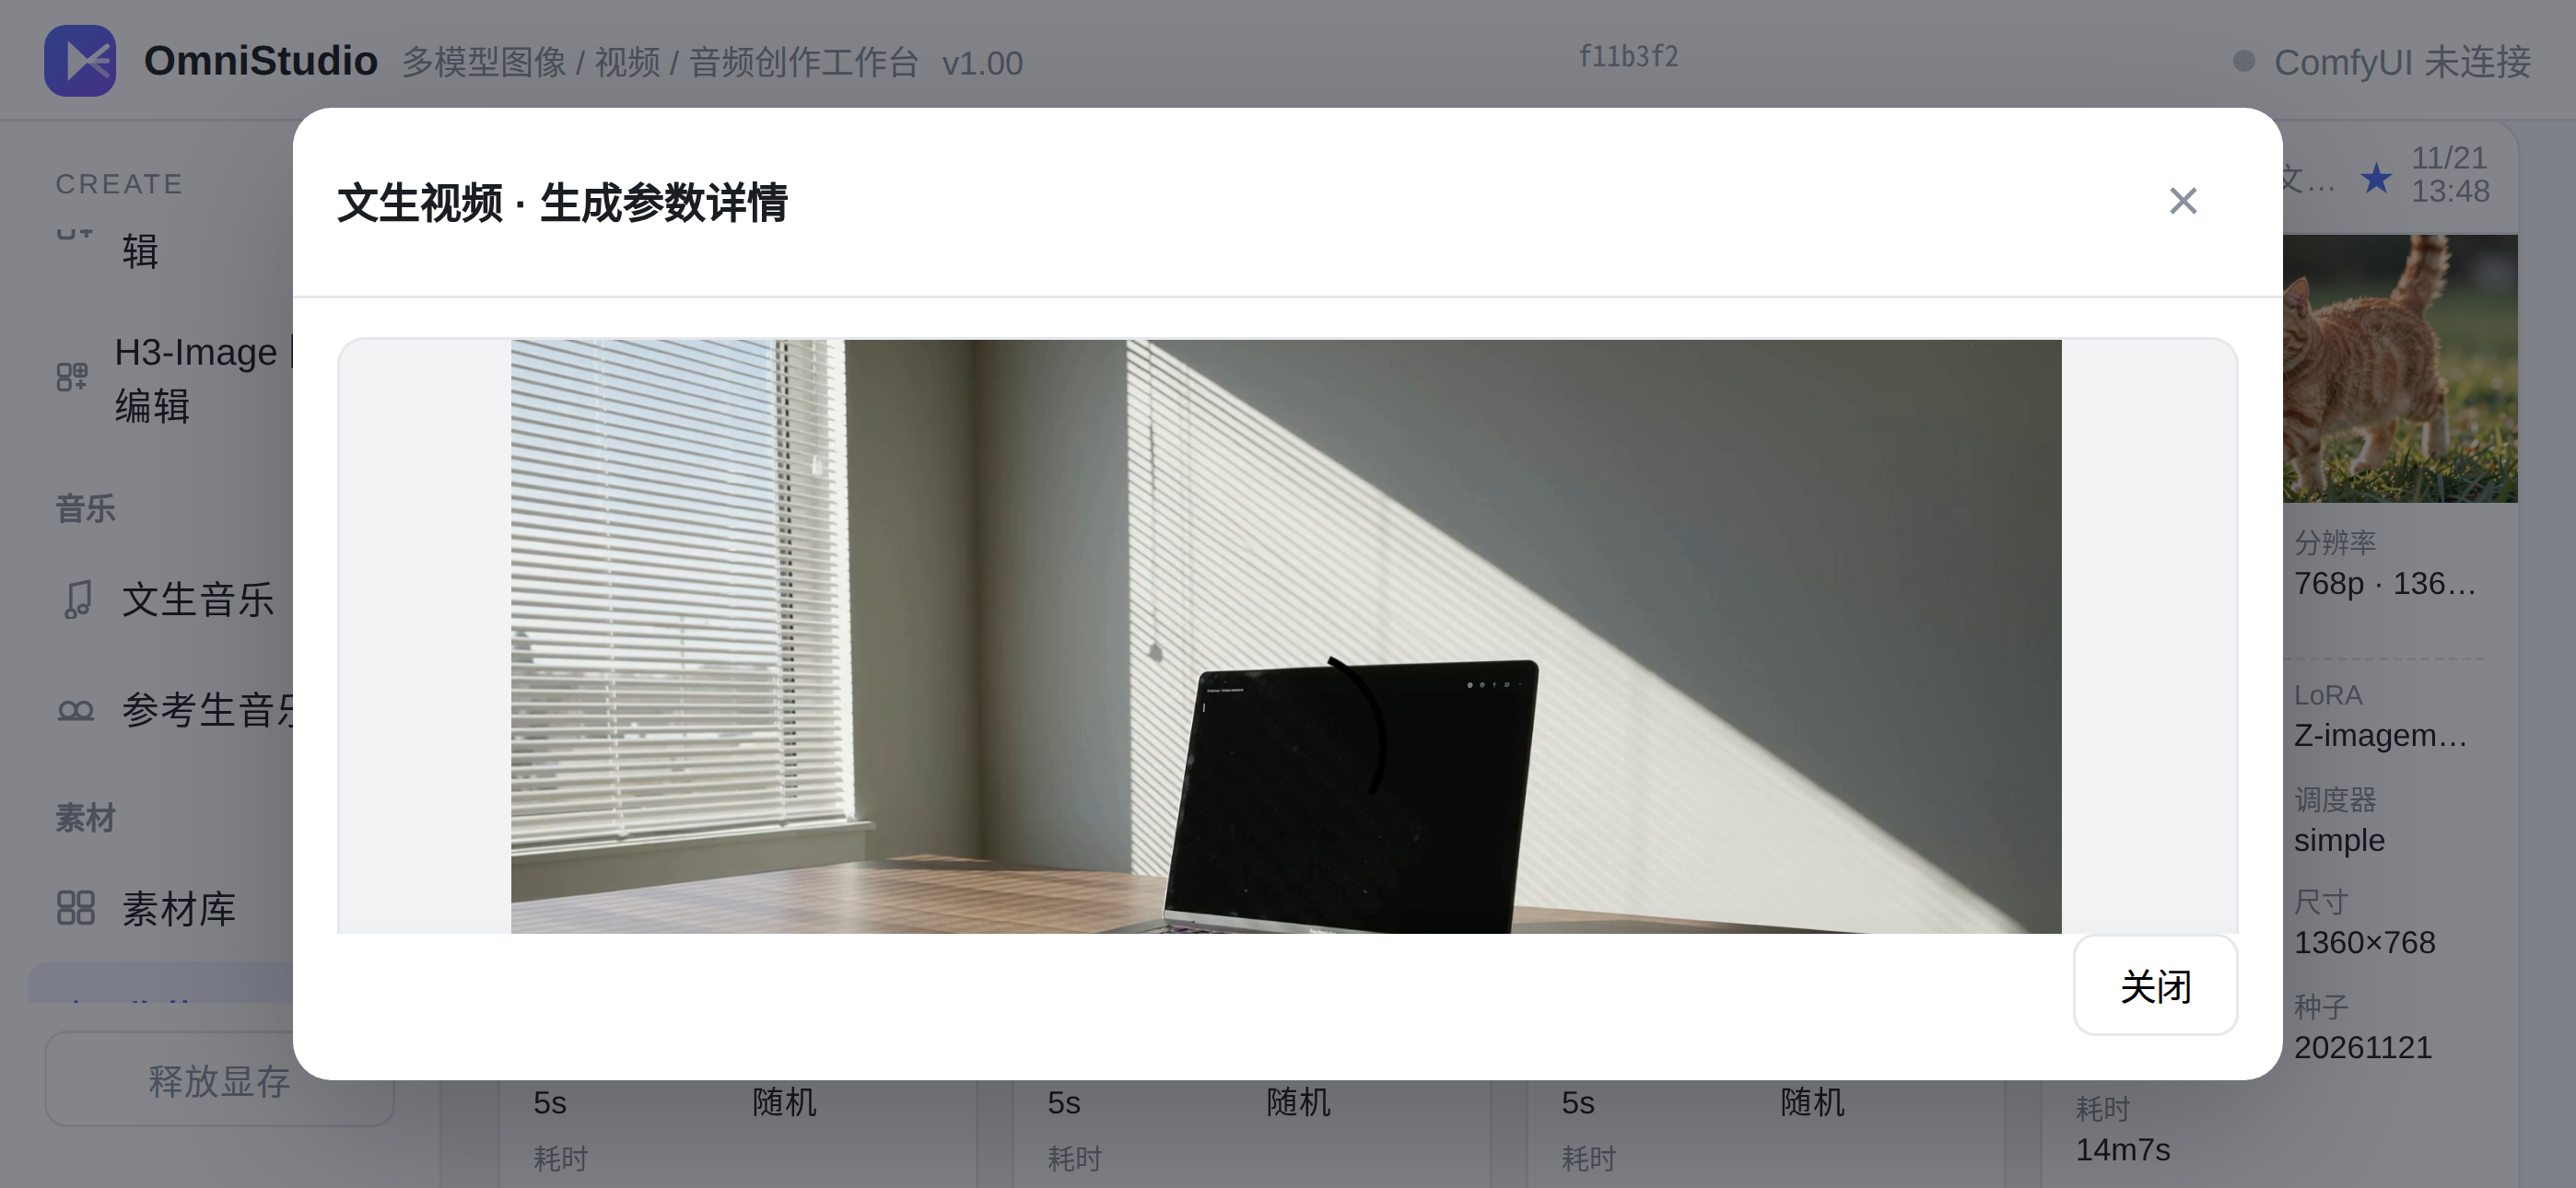 OmniStudio 多模型图像 / 视频 / 音频创作工作台 v1.00
f11b3f2
ComfyUI 未连接
CREATE
辑
H3-Image
编辑
音乐
文生音乐
参考生音乐
素材
素材库
释放显存
文生视频 · 生成参数详情
×
关闭
文…
★
11/21
13:48
分辨率
768p · 136…
LoRA
Z-imagem…
调度器
simple
尺寸
1360×768
种子
20261121
耗时
14m7s
5s 随机
耗时
5s 随机
耗时
5s 随机
耗时